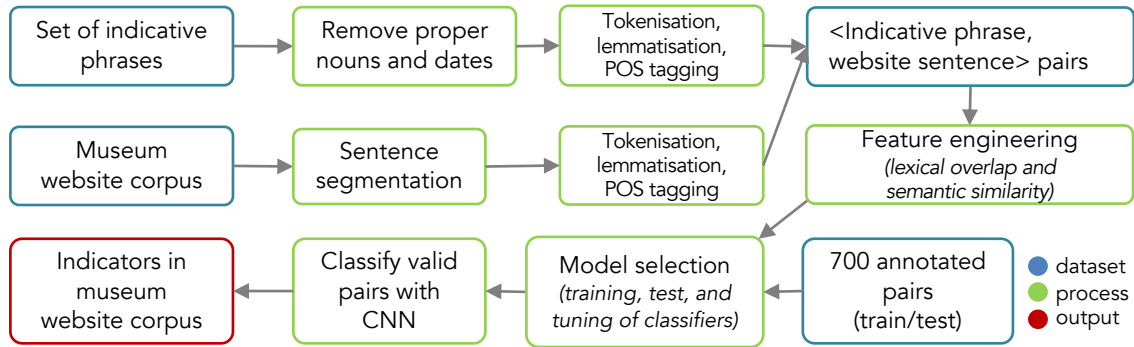 Set of indicative
phrases
Remove proper
nouns and dates
Tokenisation,
lemmatisation,
POS tagging
<Indicative phrase,
website sentence> pairs
Museum
website corpus
Sentence
segmentation
Tokenisation,
lemmatisation,
POS tagging
Feature engineering
(lexical overlap and
semantic similarity)
Indicators in
museum
website corpus
Classify valid
pairs with
CNN
Model selection
(training, test, and
tuning of classifiers)
700 annotated
pairs
(train/test)
dataset
process
output